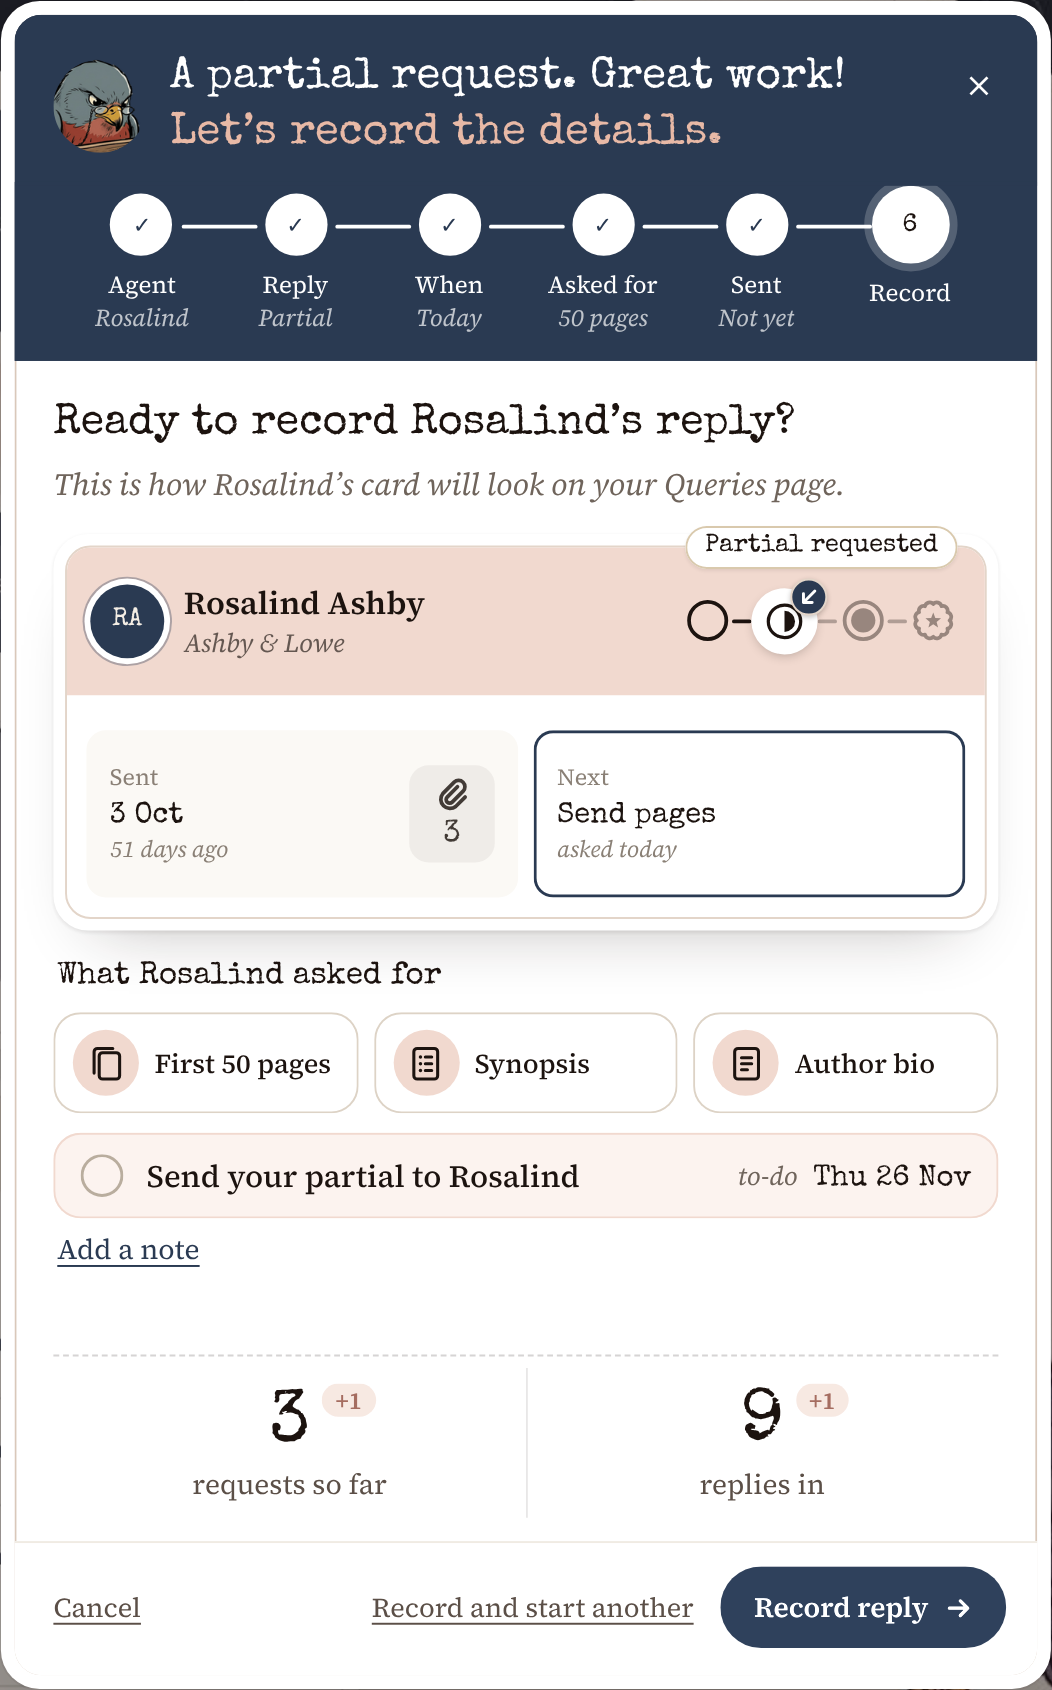 A partial request. Great work!
Let's record the details.
✓ ✓ ✓ ✓ ✓ 6
Agent Reply When Asked for Sent Record
Rosalind Partial Today 50 pages Not yet
Ready to record Rosalind's reply?
This is how Rosalind's card will look on your Queries page.
Partial requested
RA
Rosalind Ashby
Ashby & Lowe
Sent
3 Oct
51 days ago
3
Next
Send pages
asked today
What Rosalind asked for
First 50 pages
Synopsis
Author bio
Send your partial to Rosalind to-do Thu 26 Nov
Add a note
3 +1
requests so far
9 +1
replies in
Cancel
Record and start another
Record reply →